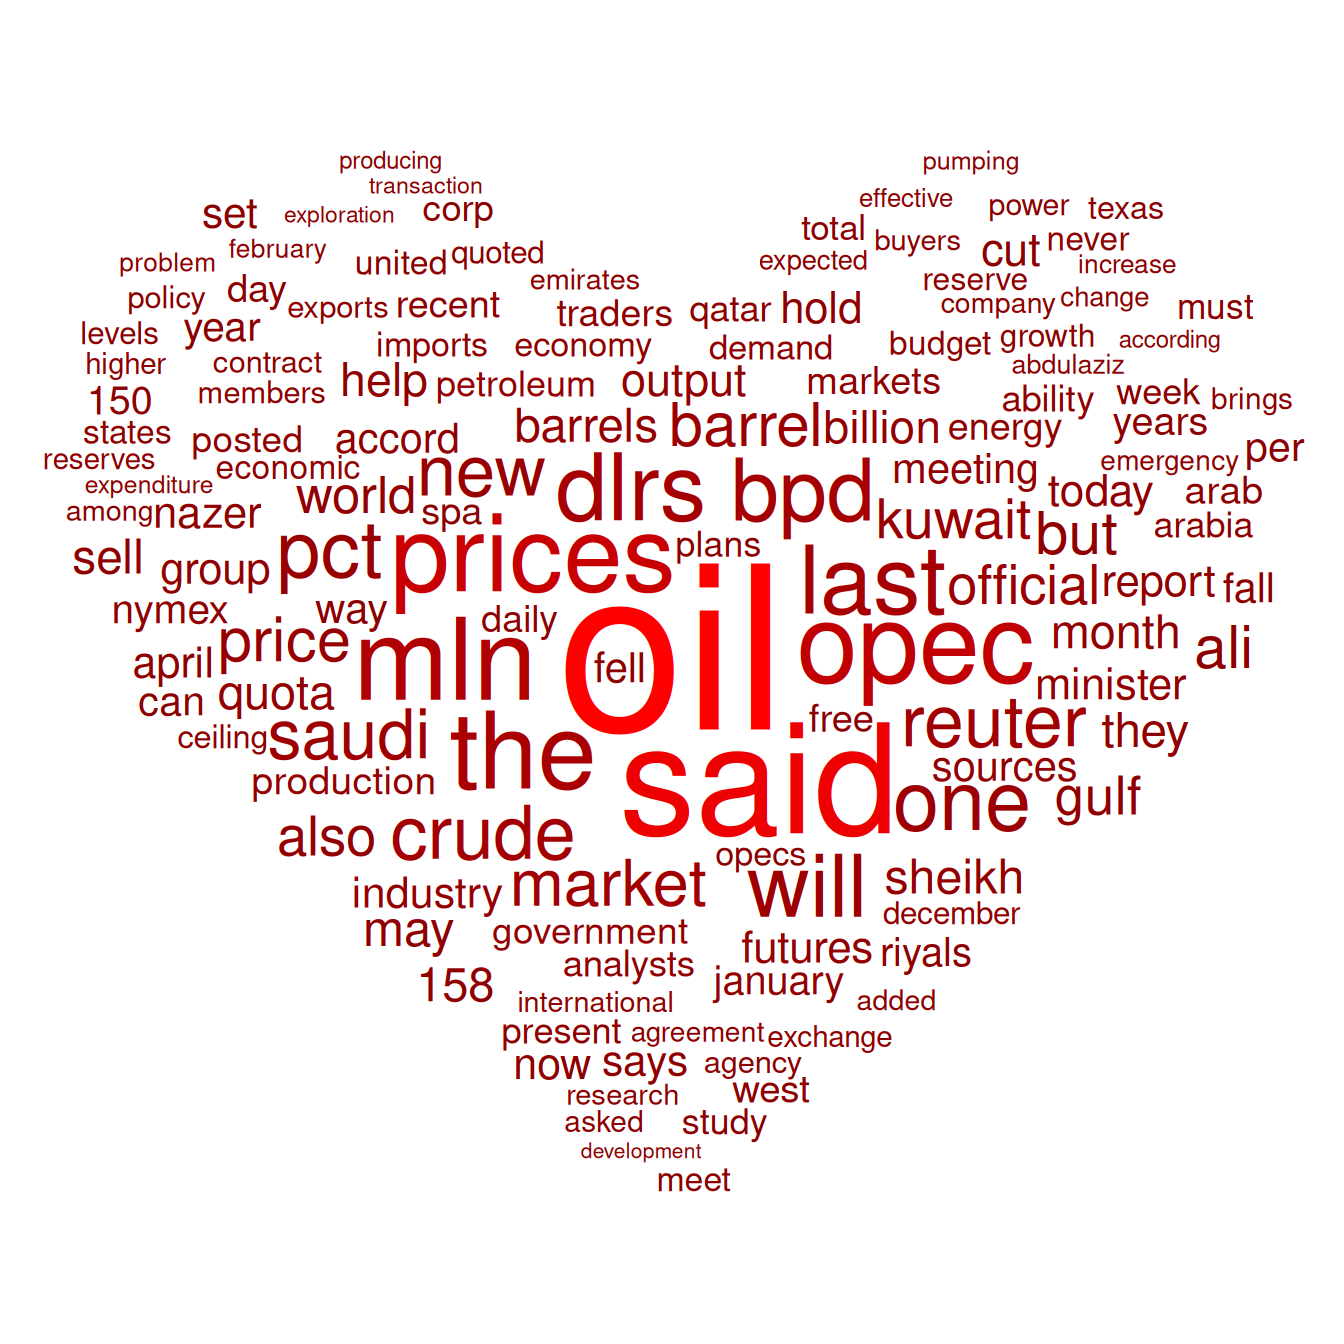 producing
pumping
transaction
effective
set exploration corp
power texas
total buyers
february
united quoted
cut never
problem
expected
increase
policy day
emirates
reserve
exports recent
traders qatar hold
company change must
levels year
imports economy demand
budget growth according
higher contract
abdulaziz
members help petroleum output markets
150
ability week brings
states posted accord
barrels barrel billion energy years
reserves economic
per
expenditure
world new dlrs bpd
meeting emergency
among nazer
spa
kuwait
today arab
but arabia
sell group pct prices plans
last official report fall
nymex way
daily
oil
april price mln
fell
opec month ali
can quota
minister
ceiling saudi the
free reuter they
production
said
sources
one gulf
also crude
opecs
industry market
will sheikh
december
may government
futures riyals
158 analysts
january
international
added
present agreement exchange
now says agency
research west
asked study
development
meet